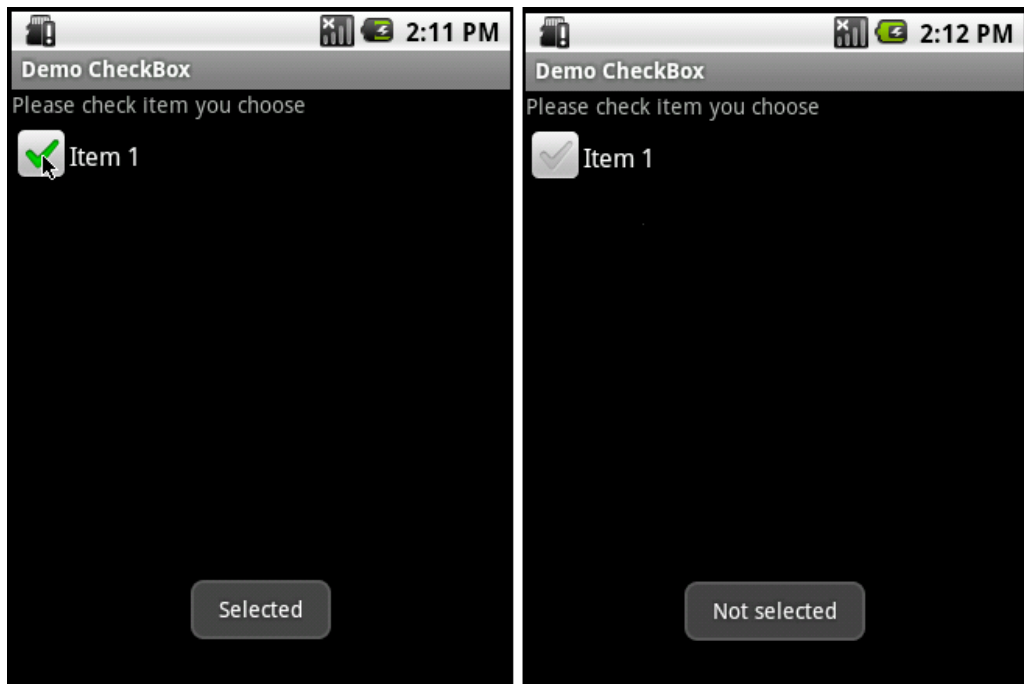 2:11 PM
Demo CheckBox
Please check item you choose
Item 1
Selected
2:12 PM
Demo CheckBox
Please check item you choose
Item 1
Not selected